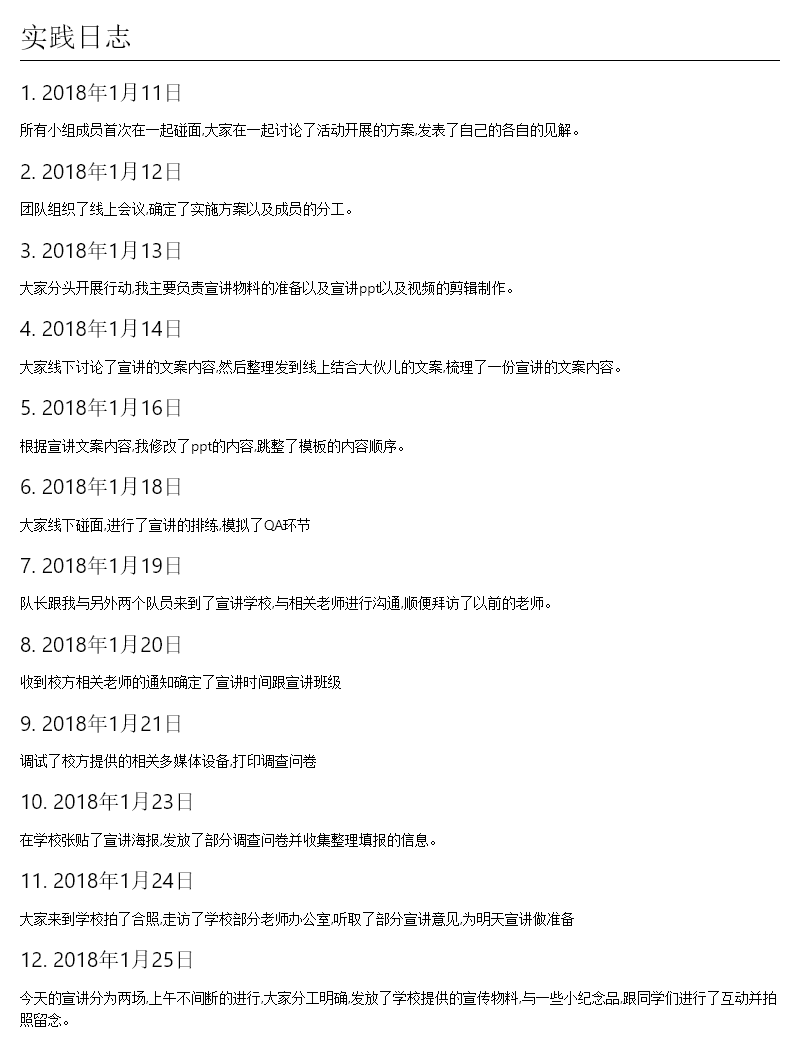 实践日志
1. 2018年1月11日
所有小组成员首次在一起碰面,大家在一起讨论了活动开展的方案,发表了自己的各自的见解。
2. 2018年1月12日
团队组织了线上会议,确定了实施方案以及成员的分工。
3. 2018年1月13日
大家分头开展行动,我主要负责宣讲物料的准备以及宣讲ppt以及视频的剪辑制作。
4. 2018年1月14日
大家线下讨论了宣讲的文案内容,然后整理发到线上结合大伙儿的文案,梳理了一份宣讲的文案内容。
5. 2018年1月16日
根据宣讲文案内容,我修改了ppt的内容,跳整了模板的内容顺序。
6. 2018年1月18日
大家线下碰面,进行了宣讲的排练,模拟了QA环节
7. 2018年1月19日
队长跟我与另外两个队员来到了宣讲学校,与相关老师进行沟通,顺便拜访了以前的老师。
8. 2018年1月20日
收到校方相关老师的通知确定了宣讲时间跟宣讲班级
9. 2018年1月21日
调试了校方提供的相关多媒体设备,打印调查问卷
10. 2018年1月23日
在学校张贴了宣讲海报,发放了部分调查问卷并收集整理填报的信息。
11. 2018年1月24日
大家来到学校拍了合照,走访了学校部分老师办公室,听取了部分宣讲意见,为明天宣讲做准备
12. 2018年1月25日
今天的宣讲分为两场,上午不间断的进行,大家分工明确,发放了学校提供的宣传物料,与一些小纪念品,跟同学们进行了互动并拍
照留念。